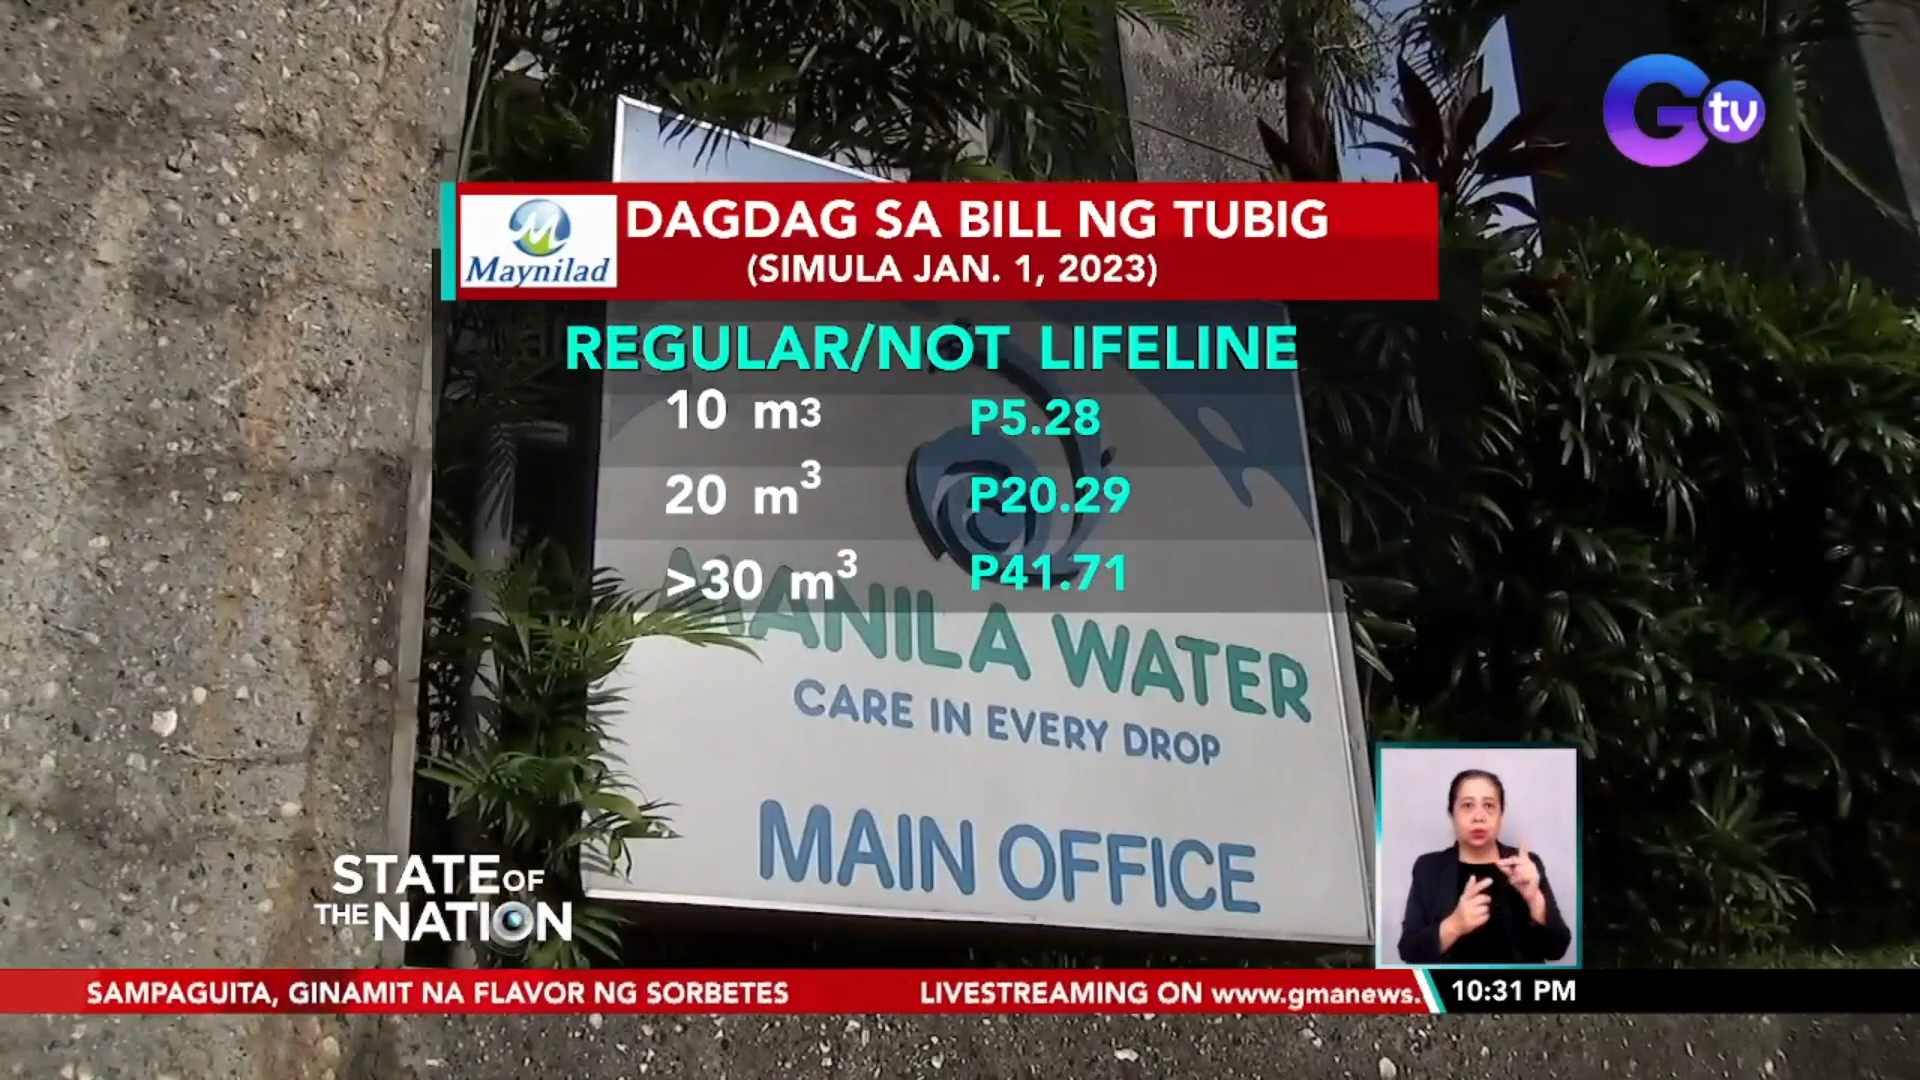 Gtv
Maynilad
DAGDAG SA BILL NG TUBIG
(SIMULA JAN. 1, 2023)
REGULAR/NOT LIFELINE
10 m3 P5.28
20 m³ P20.29
>30 m³ P41.71
MANILA WATER
CARE IN EVERY DROP
MAIN OFFICE
STATE OF
THE NATION
SAMPAGUITA, GINAMIT NA FLAVOR NG SORBETES LIVESTREAMING ON www.gmanews. 10:31 PM